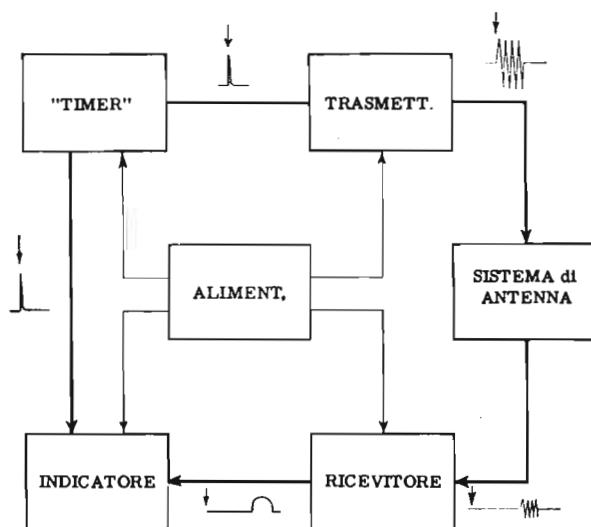 "TIMER"
TRASMETT.
ALIMENT.
SISTEMA di
ANTENNA
INDICATORE
RICEVITORE